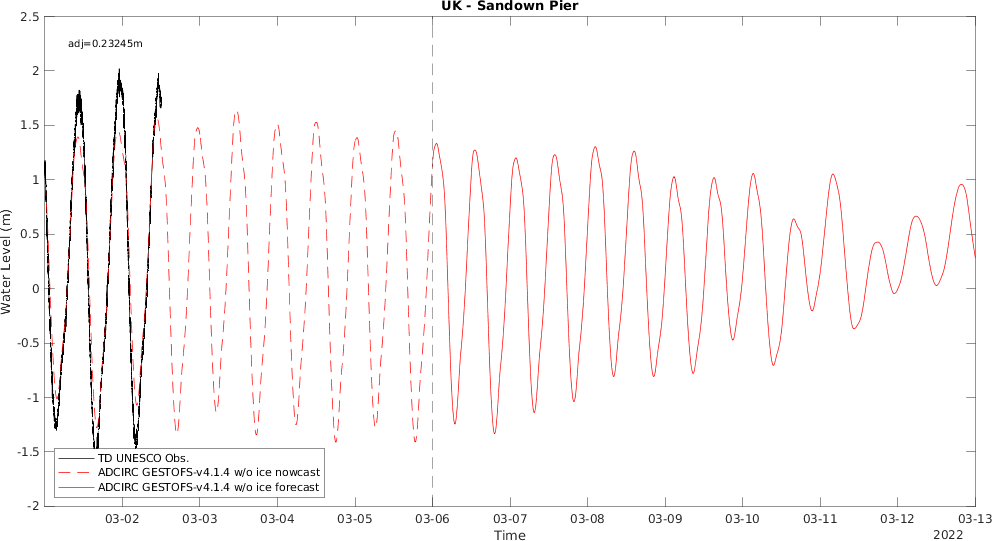 UK - Sandown Pier
adj=0.23245m
Water Level (m)
2.5
2
1.5
1
0.5
0
-0.5
-1
-1.5
-2
TD UNESCO Obs.
ADCIRC GESTOFS-v4.1.4 w/o ice nowcast
ADCIRC GESTOFS-v4.1.4 w/o ice forecast
03-02 03-03 03-04 03-05 03-06 03-07 03-08 03-09 03-10 03-11 03-12 03-13
Time
2022